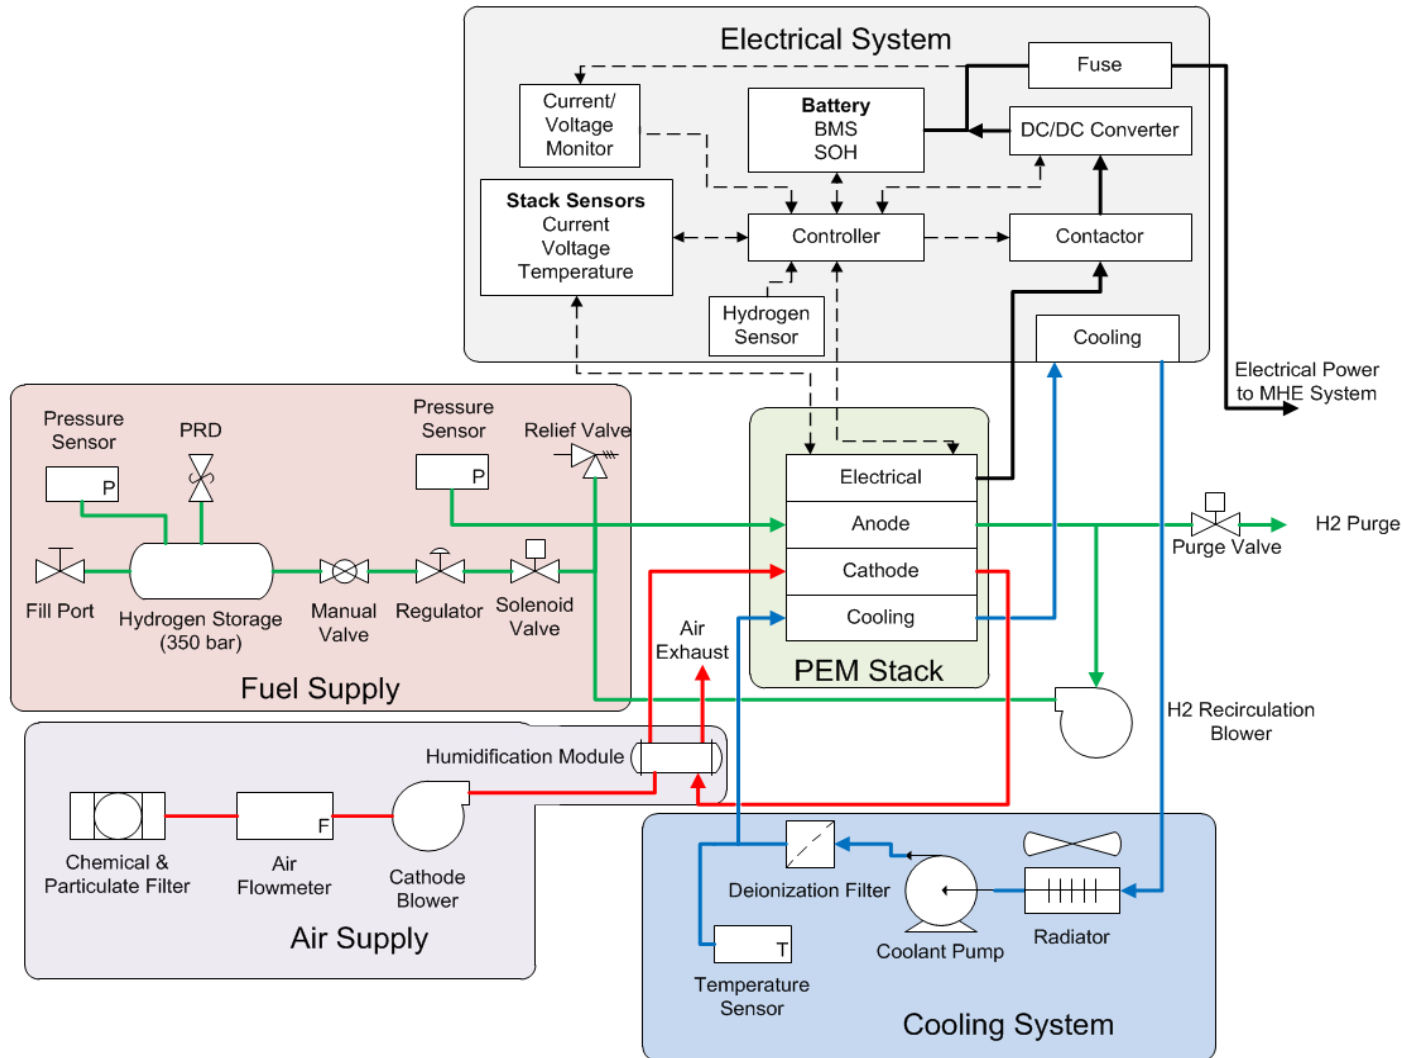 Electrical System
Fuse
Current/
Voltage
Monitor
Battery
BMS
SOH
DC/DC Converter
Stack Sensors
Current
Voltage
Temperature
Controller
Contactor
Hydrogen
Sensor
Cooling
Electrical Power
to MHE System
Pressure
Sensor
P
PRD
Pressure
Sensor
P
Relief Valve
Fill Port
Hydrogen Storage
(350 bar)
Manual
Valve
Regulator
Solenoid
Valve
Fuel Supply
Electrical
Anode
Cathode
Cooling
PEM Stack
Purge Valve
H2 Purge
Air
Exhaust
H2 Recirculation
Blower
Humidification Module
Chemical &
Particulate Filter
F
Air
Flowmeter
Cathode
Blower
Air Supply
Deionization Filter
Coolant Pump
Radiator
T
Temperature
Sensor
Cooling System